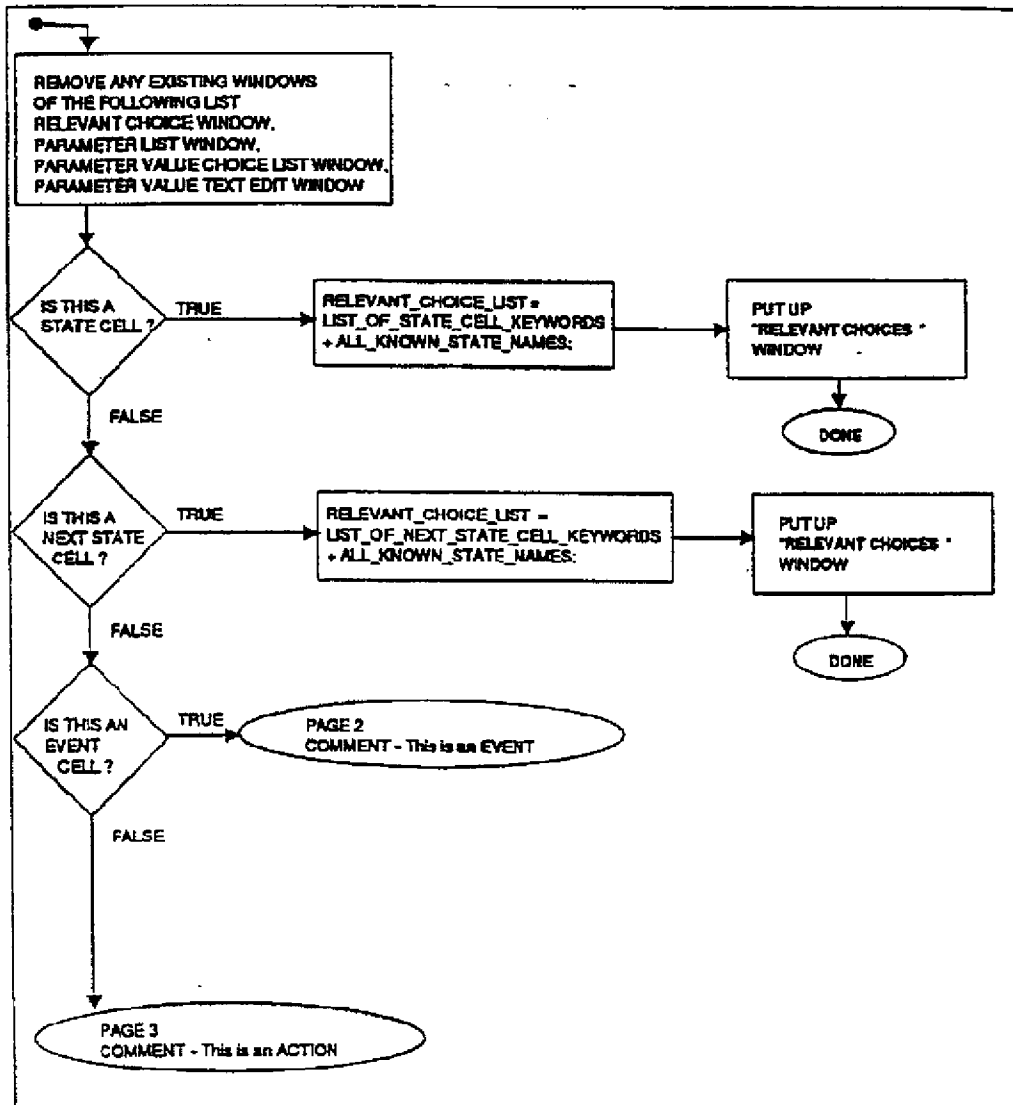 REMOVE ANY EXISTING WINDOWS
OF THE FOLLOWING LIST
RELEVANT CHOICE WINDOW,
PARAMETER LIST WINDOW,
PARAMETER VALUE CHOICE LIST WINDOW,
PARAMETER VALUE TEXT EDIT WINDOW
IS THIS A
STATE CELL ?
TRUE
RELEVANT_CHOICE_LIST =
LIST_OF_STATE_CELL_KEYWORDS
+ ALL_KNOWN_STATE_NAMES;
PUT UP
"RELEVANT CHOICES "
WINDOW
DONE
FALSE
IS THIS A
NEXT STATE
CELL ?
TRUE
RELEVANT_CHOICE_LIST =
LIST_OF_NEXT_STATE_CELL_KEYWORDS
+ ALL_KNOWN_STATE_NAMES;
PUT UP
"RELEVANT CHOICES "
WINDOW
DONE
FALSE
IS THIS AN
EVENT
CELL ?
TRUE
PAGE 2
COMMENT - This is an EVENT
FALSE
PAGE 3
COMMENT - This is an ACTION